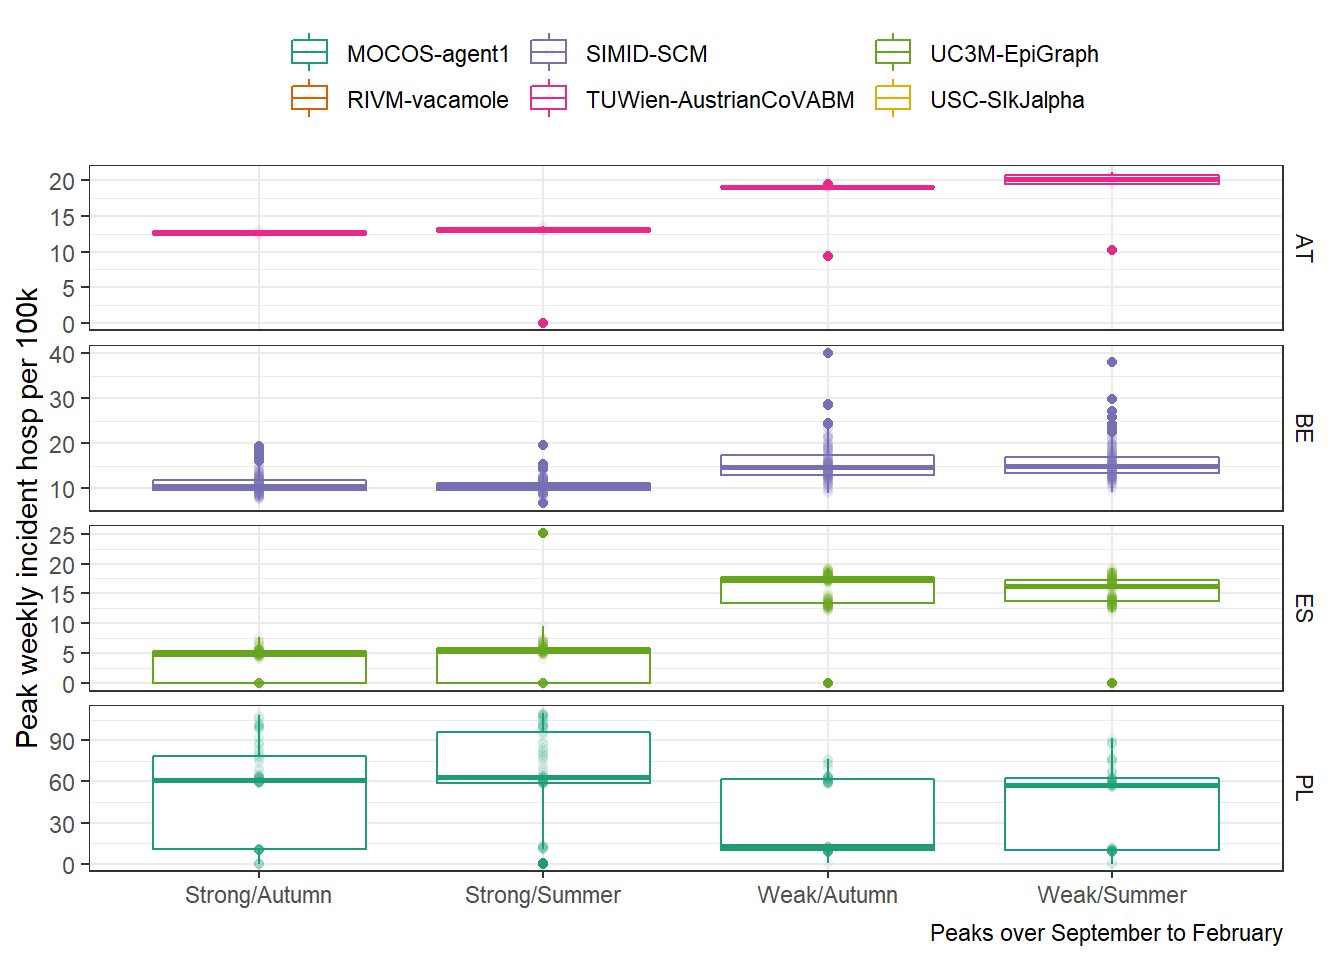 MOCOS-agent1 SIMID-SCM UC3M-EpiGraph
RIVM-vacamole TUWien-AustrianCoVABM USC-SIkJalpha
Peak weekly incident hosp per 100k
20
15
10
5
0
AT
40
30
20
10
BE
25
20
15
10
5
0
ES
90
60
30
0
PL
Strong/Autumn Strong/Summer Weak/Autumn Weak/Summer
Peaks over September to February